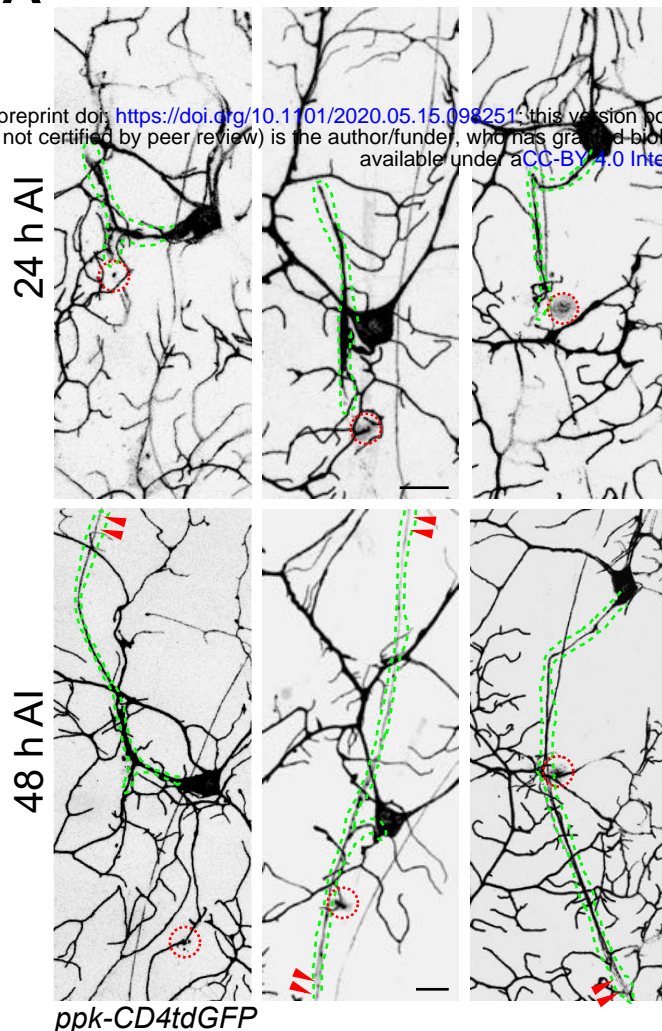 A
preprint doi: https://doi.org/10.1101/2020.05.15.098251; this version po
not certified by peer review) is the author/funder, who has granted
available under aCC-BY 4.0 Inte
24 h AI
48 h AI
ppk-CD4tdGFP